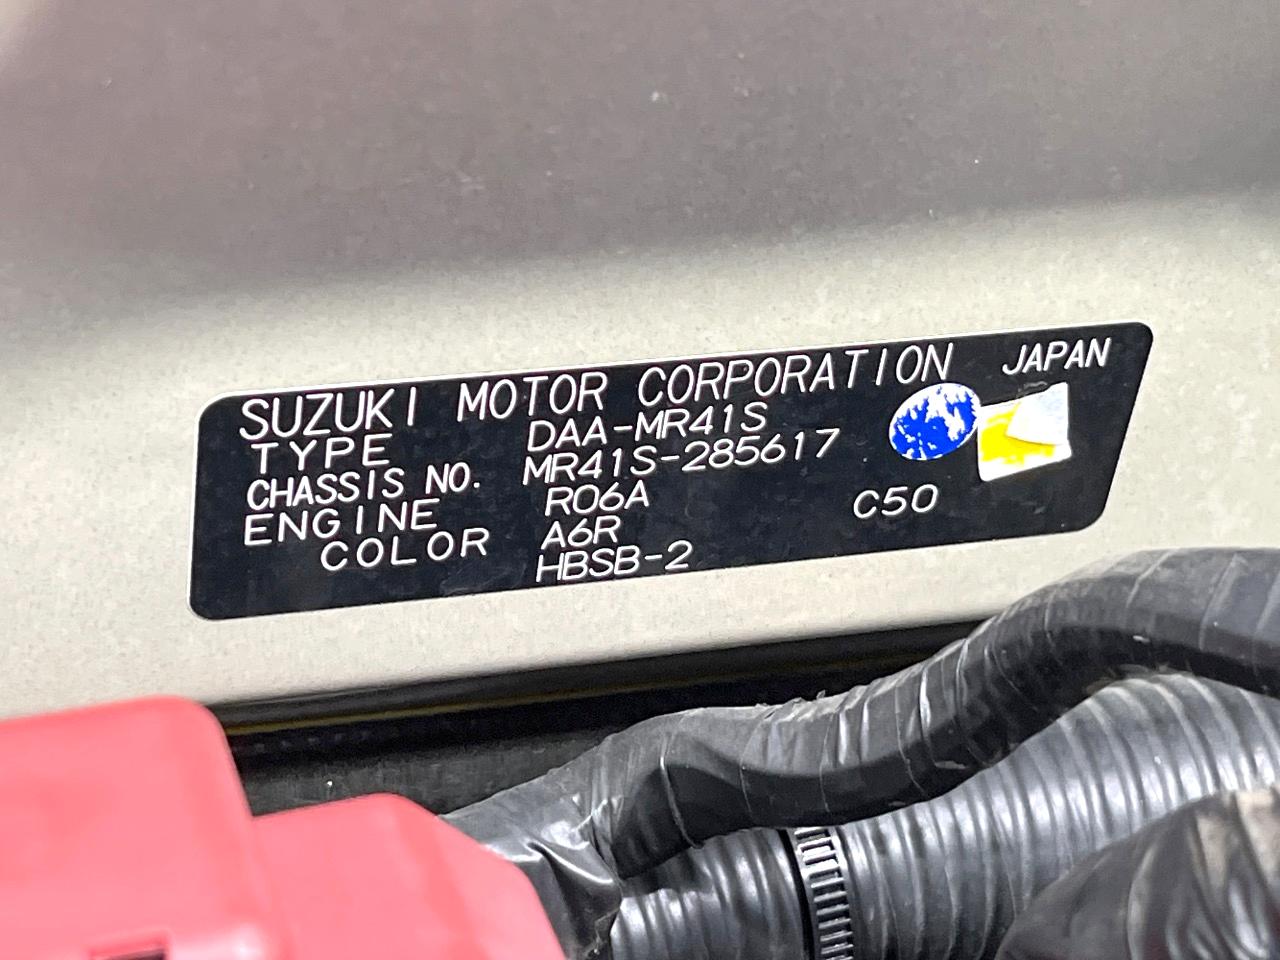 SUZUKI MOTOR CORPORATION JAPAN
TYPE DAA-MR41S
CHASSIS NO. MR41S-285617
ENGINE R06A C50
COLOR A6R
HBSB-2